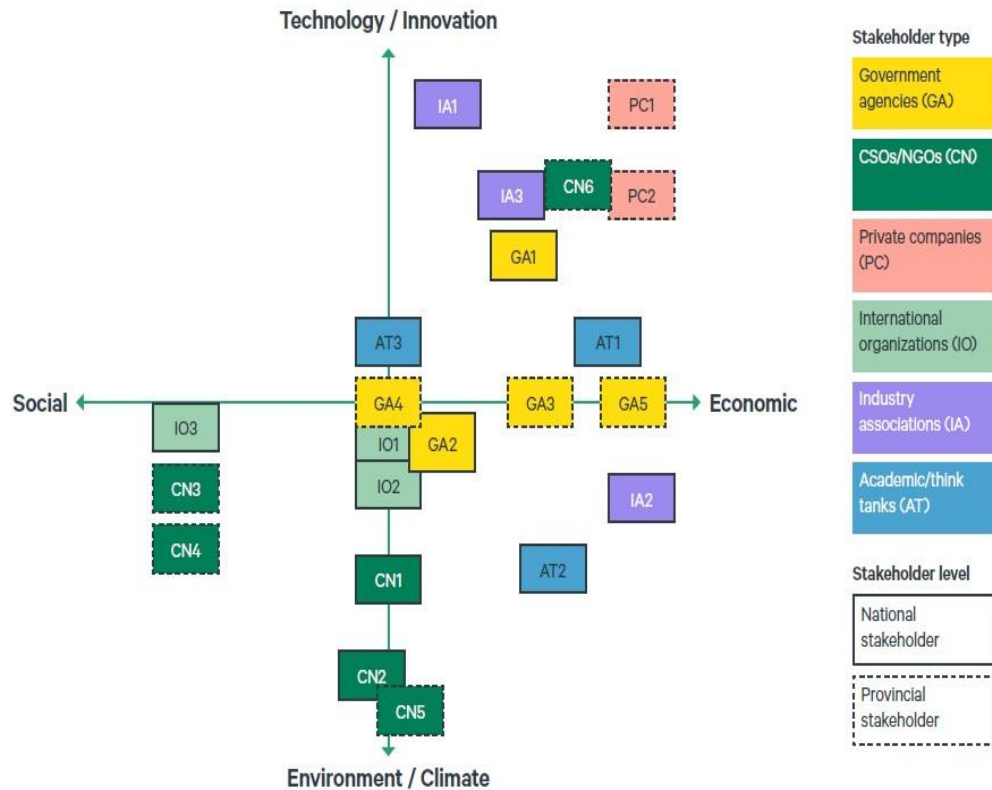 Technology / Innovation
IA1
PC1
IA3
CN6
PC2
GA1
AT3
AT1
Social
GA4
GA3
GA5
Economic
IO3
IO1
GA2
IO2
CN3
IA2
CN4
AT2
CN1
CN2
CN5
Environment / Climate
Stakeholder type
Government
agencies (GA)
CSOs/NGOs (CN)
Private companies
(PC)
International
organizations (IO)
Industry
associations (IA)
Academic/think
tanks (AT)
Stakeholder level
National
stakeholder
Provincial
stakeholder